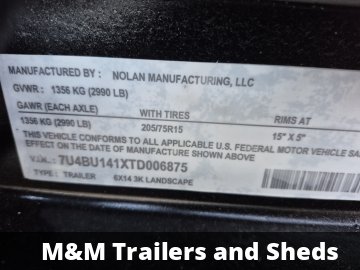 MANUFACTURED BY : NOLAN MANUFACTURING, LLC
GVWR : 1356 KG (2990 LB)
GAWR (EACH AXLE) WITH TIRES RIMS AT
1356 KG (2990 LB) 205/75R15 15" X 5"
THIS VEHICLE CONFORMS TO ALL APPLICABLE U.S. FEDERAL MOTOR VEHICLE SA
EFFECT ON THE DATE OF MANUFACTURE SHOWN ABOVE.
V.I.N.: 7U4BU141XTD006875
TYPE : TRAILER 6X14 3K LANDSCAPE
M&M Trailers and Sheds